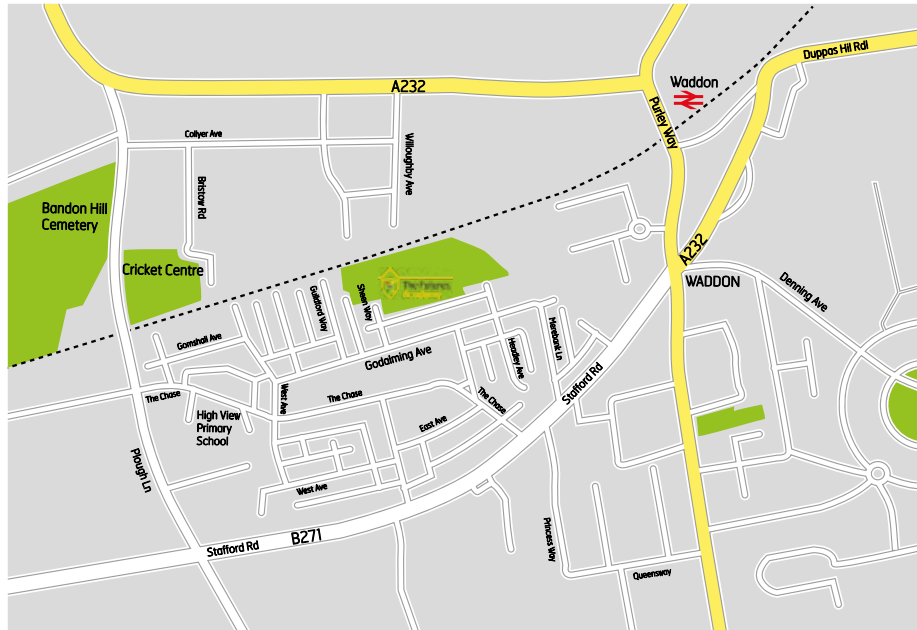 Duppas Hil Rdl
Waddon
A232
Purley Way
Collyer Ave
Willoughby Ave
Bristow Rd
Bandon Hill
Cemetery
A232
Cricket Centre
WADDON
Denning Ave
Guildford Way
Sheen Way
Gomshall Ave
Merebank Ln
Headley Ave
Godalming Ave
Stafford Rd
The Chase
West Ave
The Chase
The Chase
High View
Primary
School
East Ave
Plough Ln
West Ave
B271
Stafford Rd
Princess Way
Queensway